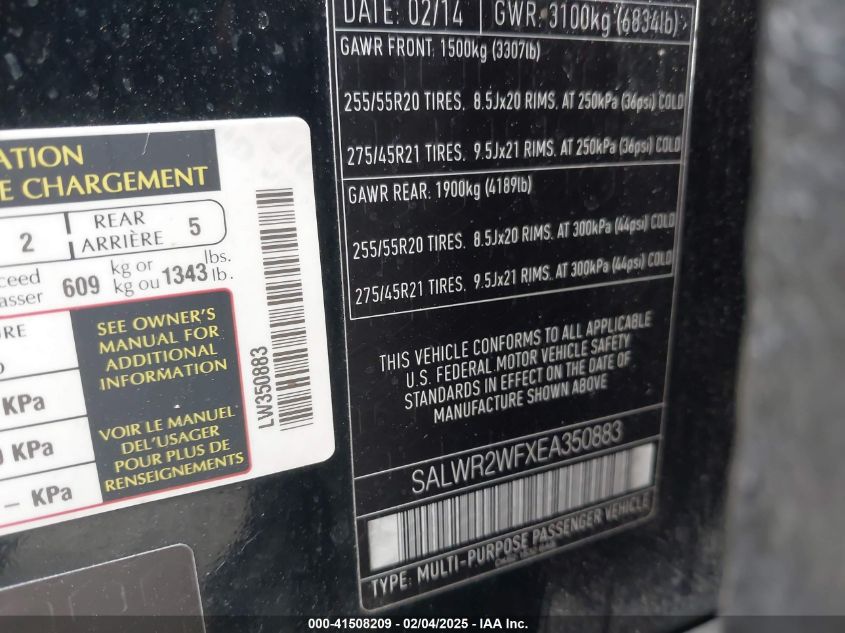 ATION
E CHARGEMENT
2 REAR 5
ARRIÈRE
ceed kg or lbs.
asser 609 kg ou 1343 lb.
URE
SEE OWNER'S
MANUAL FOR
ADDITIONAL
INFORMATION
KPa
VOIR LE MANUEL
DEL'USAGER
POUR PLUS DE
RENSEIGNEMENTS
KPa
– KPa
LW350883
DATE: 02/14 GWR: 3100kg (6834lb)
GAWR FRONT. 1500kg (3307lb)
255/55R20 TIRES. 8.5Jx20 RIMS. AT 250kPa (36psi) COLD
275/45R21 TIRES. 9.5Jx21 RIMS. AT 250kPa (36psi) COLD
GAWR REAR. 1900kg (4189lb)
255/55R20 TIRES. 8.5Jx20 RIMS. AT 300kPa (44psi) COLD
275/45R21 TIRES. 9.5Jx21 RIMS. AT 300kPa (44psi) COLD
THIS VEHICLE CONFORMS TO ALL APPLICABLE
U.S. FEDERAL MOTOR VEHICLE SAFETY
STANDARDS IN EFFECT ON THE DATE OF
MANUFACTURE SHOWN ABOVE
SALWR2WFXEA350883
TYPE: MULTI-PURPOSE PASSENGER VEHICLE
000-41508209 - 02/04/2025 - IAA Inc.